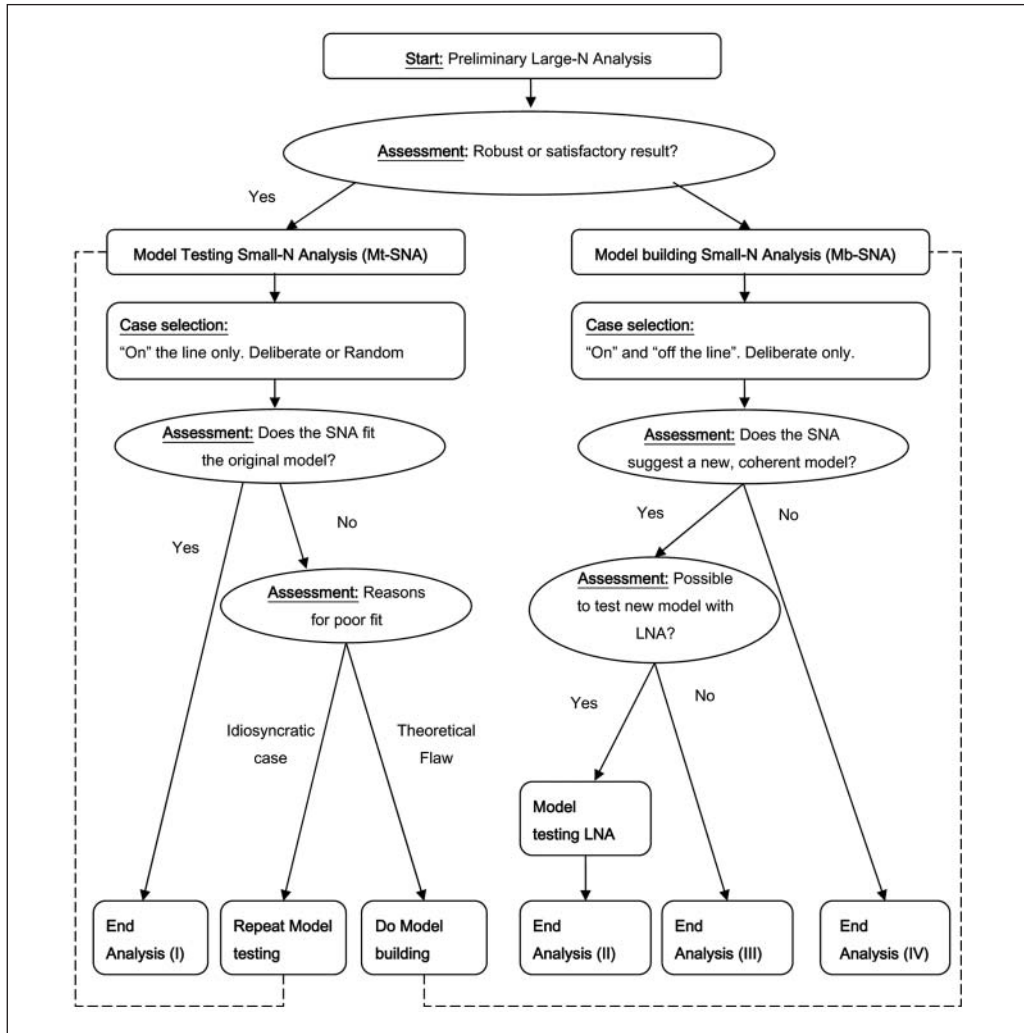 Start: Preliminary Large-N Analysis
Assessment: Robust or satisfactory result?
Yes
Model Testing Small-N Analysis (Mt-SNA)
Model building Small-N Analysis (Mb-SNA)
Case selection:
“On” the line only. Deliberate or Random
Case selection:
“On” and “off the line”. Deliberate only.
Assessment: Does the SNA fit
the original model?
Assessment: Does the SNA
suggest a new, coherent model?
Yes
No
Yes
No
Assessment: Reasons
for poor fit
Assessment: Possible
to test new model with
LNA?
Idiosyncratic
case
Theoretical
Flaw
Yes
No
Model
testing LNA
End
Analysis (I)
Repeat Model
testing
Do Model
building
End
Analysis (II)
End
Analysis (III)
End
Analysis (IV)